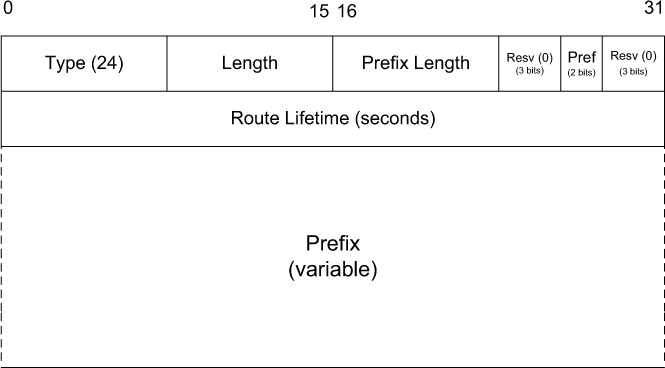 0 15 16 31
Type (24) Length Prefix Length Resv (0) Pref Resv (0)
(3 bits) (2 bits) (3 bits)
Route Lifetime (seconds)
Prefix
(variable)